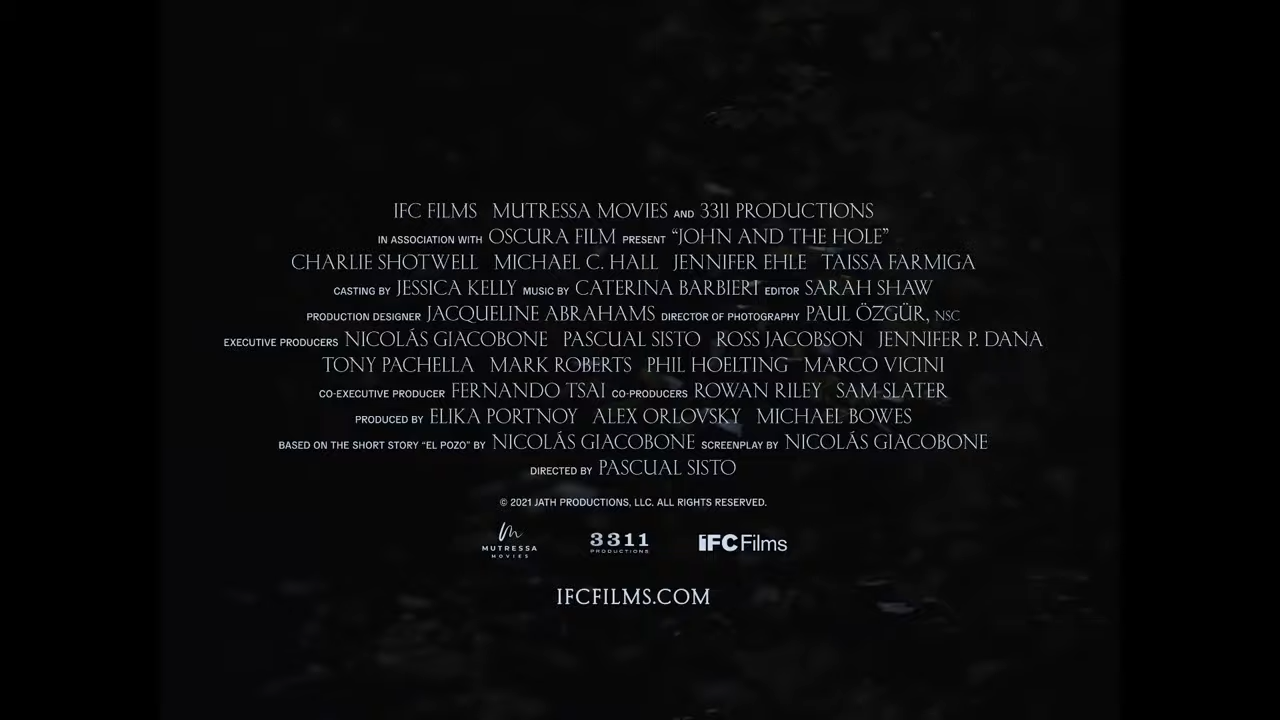 IFC FILMS MUTRESSA MOVIES AND 3311 PRODUCTIONS
IN ASSOCIATION WITH OSCURA FILM PRESENT “JOHN AND THE HOLE”
CHARLIE SHOTWELL MICHAEL C. HALL JENNIFER EHLE TAISSA FARMIGA
CASTING BY JESSICA KELLY MUSIC BY CATERINA BARBIERI EDITOR SARAH SHAW
PRODUCTION DESIGNER JACQUELINE ABRAHAMS DIRECTOR OF PHOTOGRAPHY PAUL ÖZGÜR, NSC
EXECUTIVE PRODUCERS NICOLÁS GIACOBONE PASCUAL SISTO ROSS JACOBSON JENNIFER P. DANA
TONY PACHELLA MARK ROBERTS PHIL HOELTING MARCO VICINI
CO-EXECUTIVE PRODUCER FERNANDO TSAI CO-PRODUCERS ROWAN RILEY SAM SLATER
PRODUCED BY ELIKA PORTNOY ALEX ORLOVSKY MICHAEL BOWES
BASED ON THE SHORT STORY “EL POZO” BY NICOLÁS GIACOBONE SCREENPLAY BY NICOLÁS GIACOBONE
DIRECTED BY PASCUAL SISTO
© 2021 JATH PRODUCTIONS, LLC. ALL RIGHTS RESERVED.
m
MUTRESSA
MOVIES
3311
PRODUCTIONS
IFC Films
IFCFILMS.COM